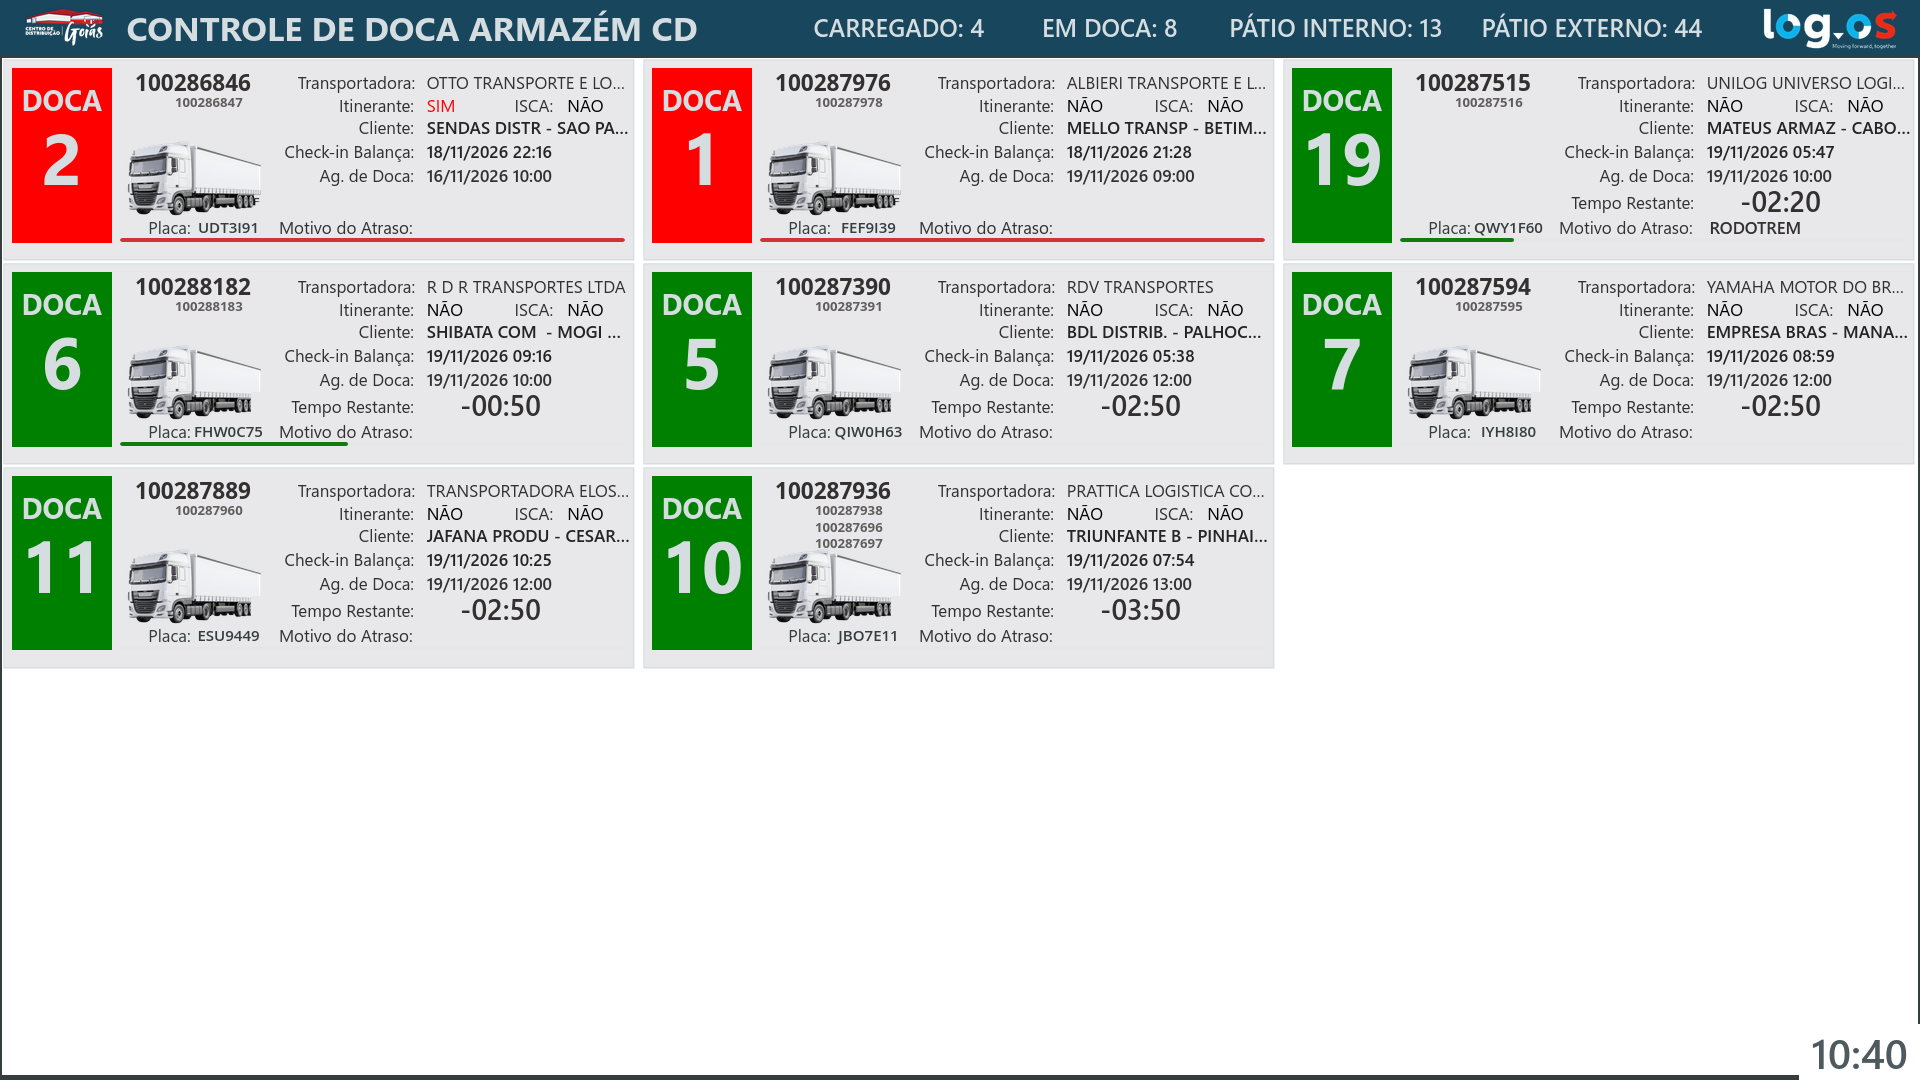 CENTRO DE DISTRIBUIÇÃO Goiás
CONTROLE DE DOCA ARMAZÉM CD
CARREGADO: 4
EM DOCA: 8
PÁTIO INTERNO: 13
PÁTIO EXTERNO: 44
log.os
Moving forward, together
DOCA
2
100286846
100286847
Transportadora: OTTO TRANSPORTE E LO...
Itinerante: SIM ISCA: NÃO
Cliente: SENDAS DISTR - SAO PA...
Check-in Balança: 18/11/2026 22:16
Ag. de Doca: 16/11/2026 10:00
Placa: UDT3I91 Motivo do Atraso:
DOCA
1
100287976
100287978
Transportadora: ALBIERI TRANSPORTE E L...
Itinerante: NÃO ISCA: NÃO
Cliente: MELLO TRANSP - BETIM...
Check-in Balança: 18/11/2026 21:28
Ag. de Doca: 19/11/2026 09:00
Placa: FEF9I39 Motivo do Atraso:
DOCA
19
100287515
100287516
Transportadora: UNILOG UNIVERSO LOGI...
Itinerante: NÃO ISCA: NÃO
Cliente: MATEUS ARMAZ - CABO...
Check-in Balança: 19/11/2026 05:47
Ag. de Doca: 19/11/2026 10:00
Tempo Restante: -02:20
Placa: QWY1F60 Motivo do Atraso: RODOTREM
DOCA
6
100288182
100288183
Transportadora: R D R TRANSPORTES LTDA
Itinerante: NÃO ISCA: NÃO
Cliente: SHIBATA COM - MOGI ...
Check-in Balança: 19/11/2026 09:16
Ag. de Doca: 19/11/2026 10:00
Tempo Restante: -00:50
Placa: FHW0C75 Motivo do Atraso:
DOCA
5
100287390
100287391
Transportadora: RDV TRANSPORTES
Itinerante: NÃO ISCA: NÃO
Cliente: BDL DISTRIB. - PALHOC...
Check-in Balança: 19/11/2026 05:38
Ag. de Doca: 19/11/2026 12:00
Tempo Restante: -02:50
Placa: QIW0H63 Motivo do Atraso:
DOCA
7
100287594
100287595
Transportadora: YAMAHA MOTOR DO BR...
Itinerante: NÃO ISCA: NÃO
Cliente: EMPRESA BRAS - MANA...
Check-in Balança: 19/11/2026 08:59
Ag. de Doca: 19/11/2026 12:00
Tempo Restante: -02:50
Placa: IYH8I80 Motivo do Atraso:
DOCA
11
100287889
100287960
Transportadora: TRANSPORTADORA ELOS...
Itinerante: NÃO ISCA: NÃO
Cliente: JAFANA PRODU - CESAR...
Check-in Balança: 19/11/2026 10:25
Ag. de Doca: 19/11/2026 12:00
Tempo Restante: -02:50
Placa: ESU9449 Motivo do Atraso:
DOCA
10
100287936
100287938
100287696
100287697
Transportadora: PRATTICA LOGISTICA CO...
Itinerante: NÃO ISCA: NÃO
Cliente: TRIUNFANTE B - PINHAI...
Check-in Balança: 19/11/2026 07:54
Ag. de Doca: 19/11/2026 13:00
Tempo Restante: -03:50
Placa: JBO7E11 Motivo do Atraso:
10:40